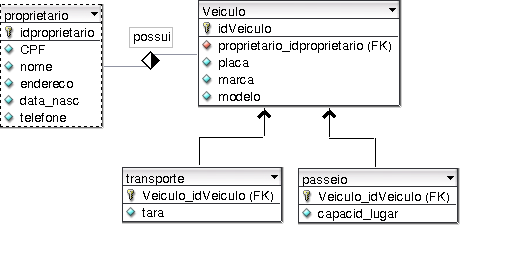 proprietario
idproprietario
CPF
nome
endereco
data_nasc
telefone
possui
Veiculo
idVeiculo
proprietario_idproprietario (FK)
placa
marca
modelo
transporte
Veiculo_idVeiculo (FK)
tara
passeio
Veiculo_idVeiculo (FK)
capacid_lugar